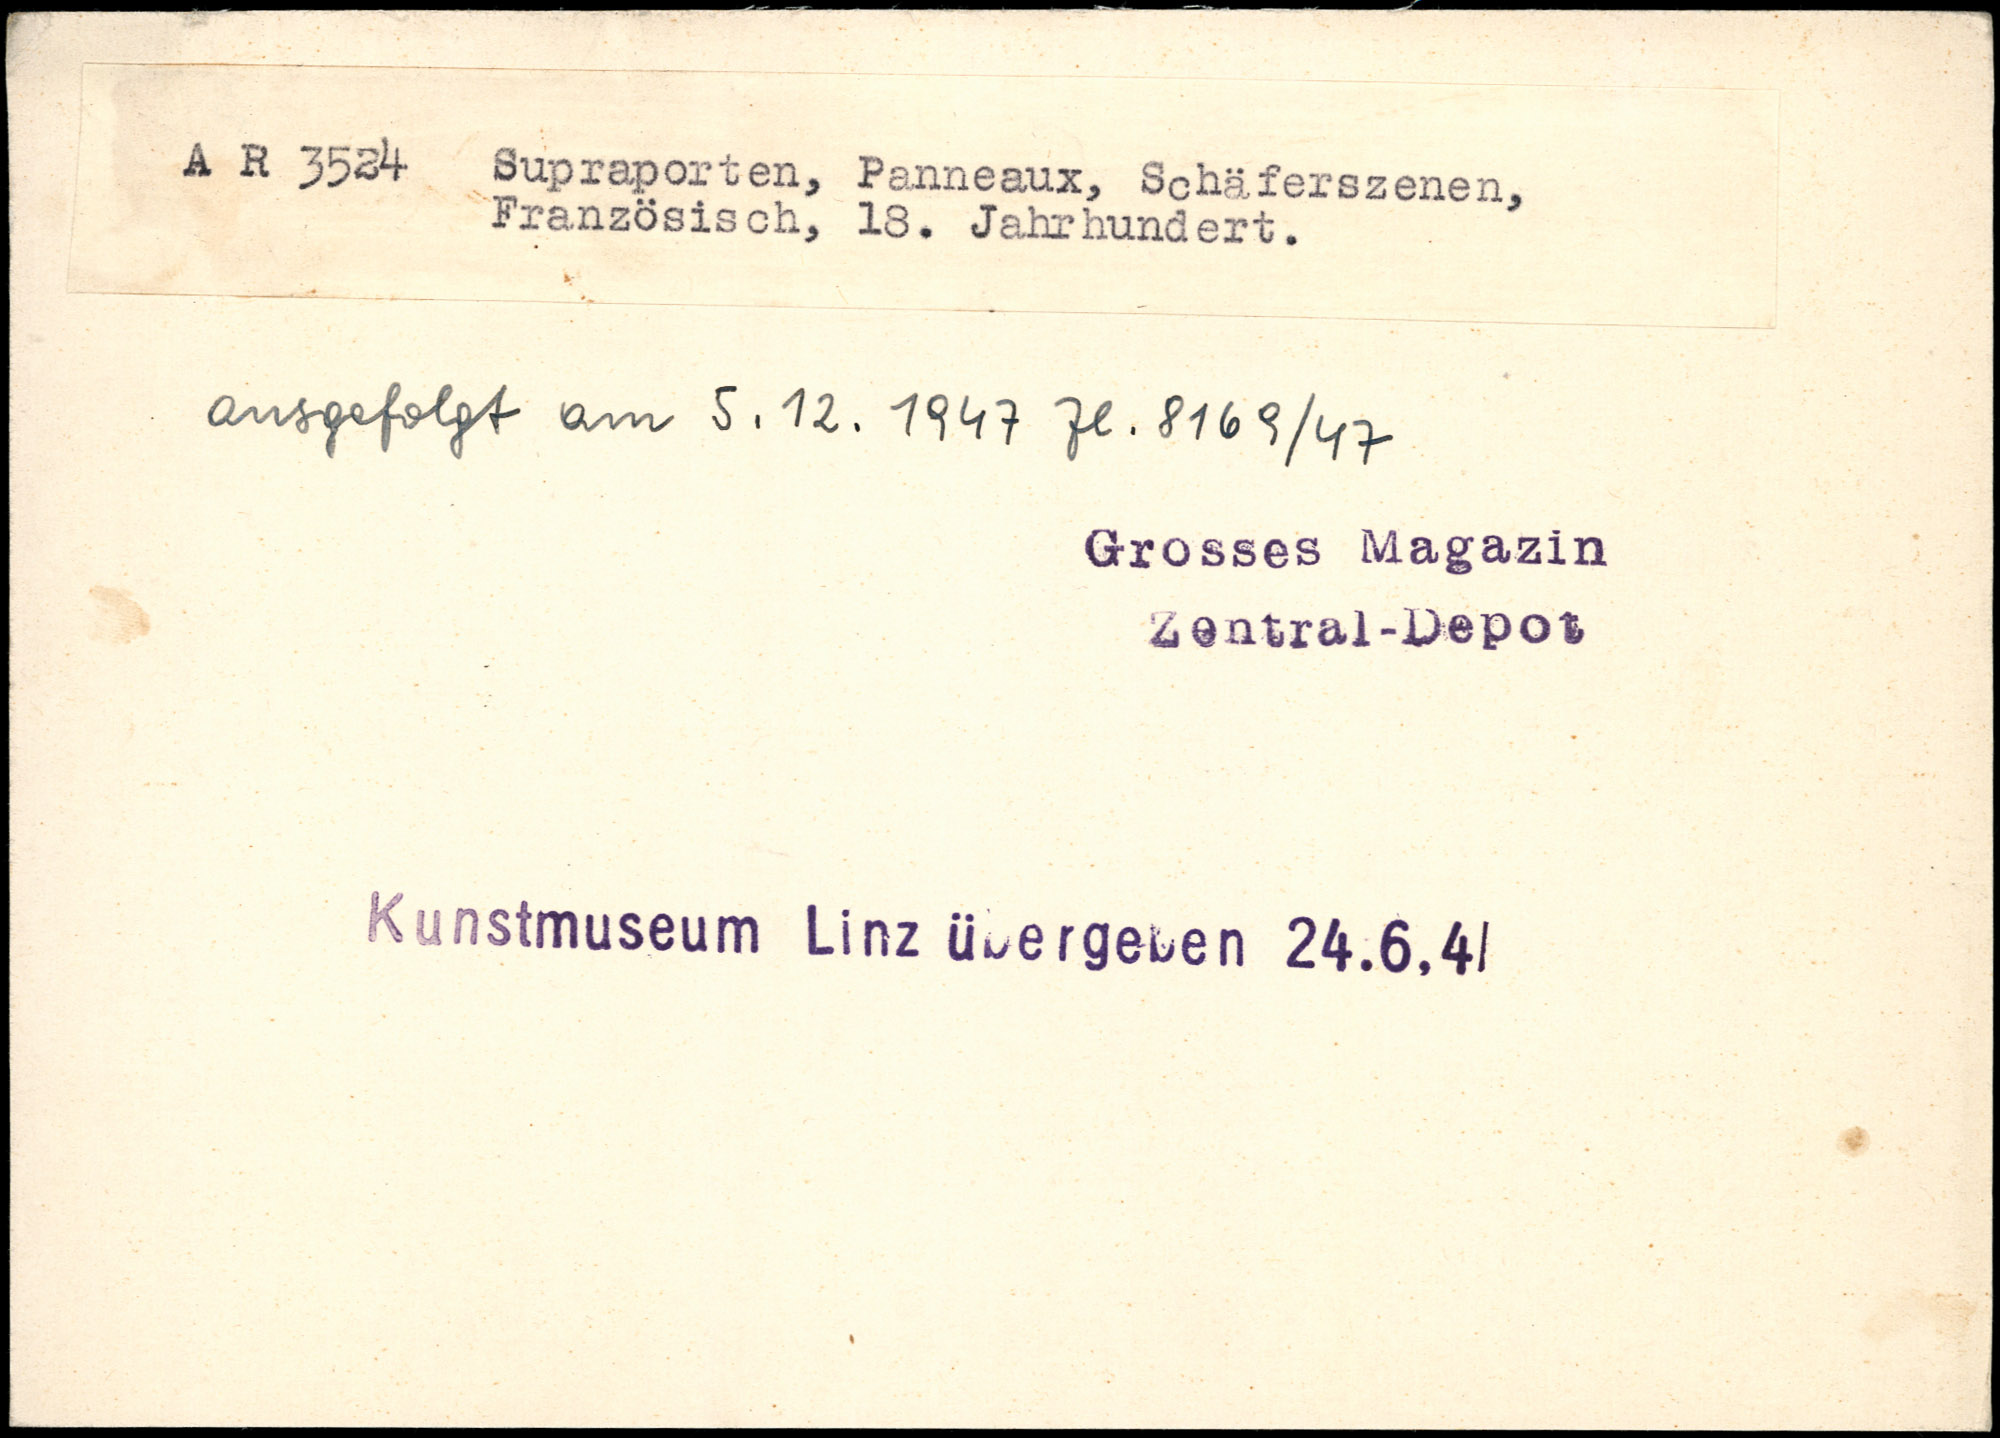 A R 3524 Supraporten, Panneaux, Schäferszenen,
Französisch, 18. Jahrhundert.
ausgefolgt am 5.12.1947 Zl. 8169/47
Grosses Magazin
Zentral-Depot
Kunstmuseum Linz übergeben 24.6.41